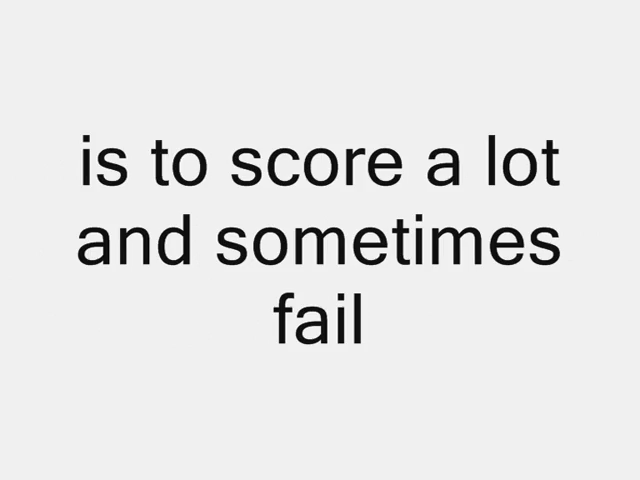 is to score a lot
and sometimes
fail